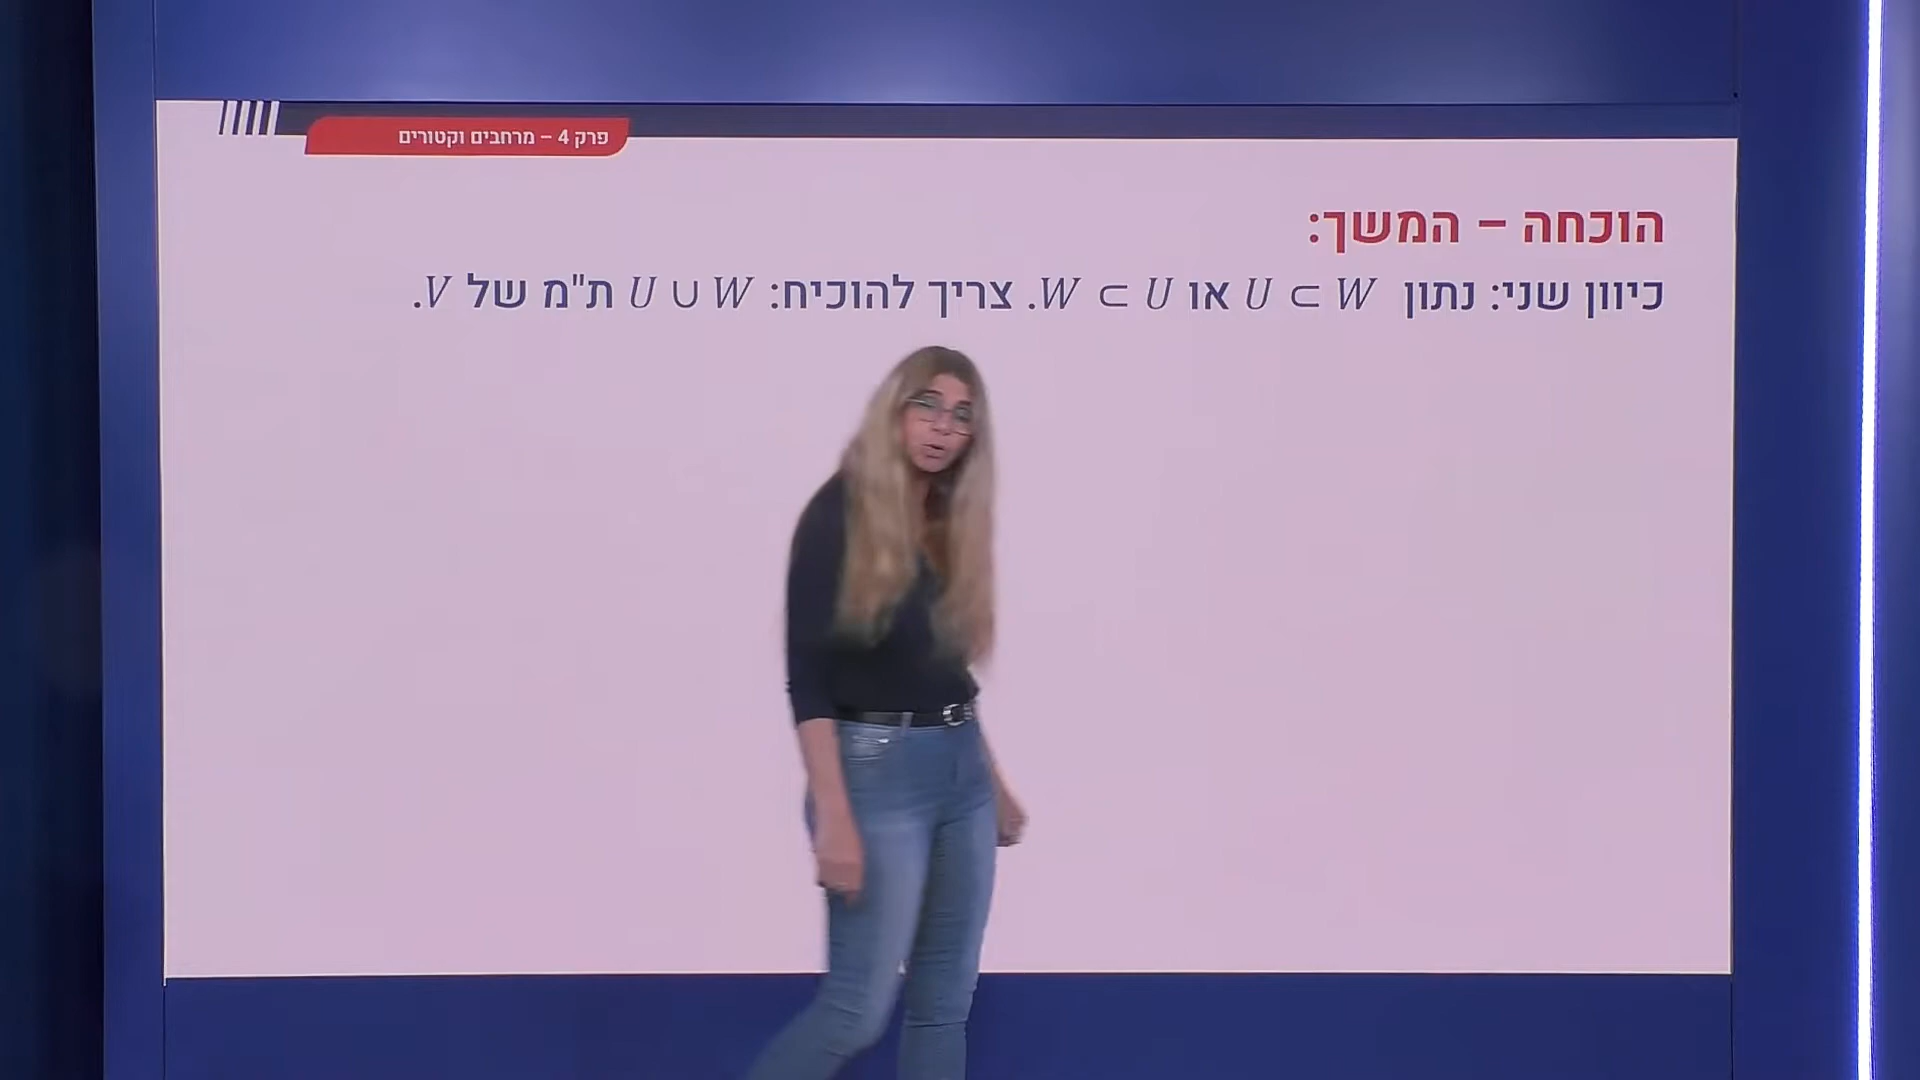 פרק 4 – מרחבים וקטורים
הוכחה – המשך:
כיוון שני: נתון U ⊂ W או W ⊂ U. צריך להוכיח: U ∪ W ת"מ של V.